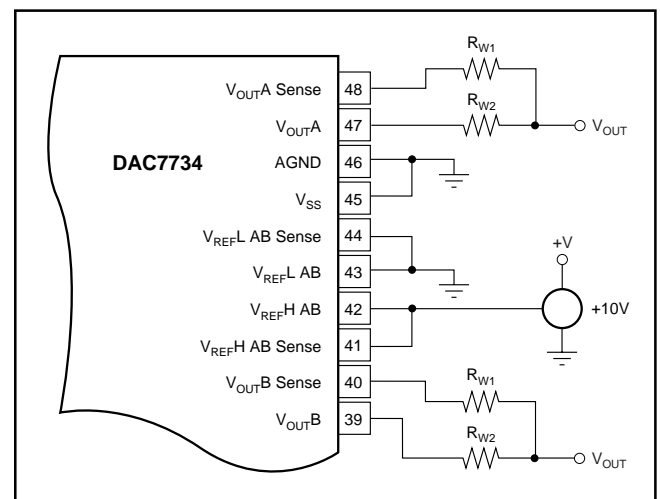 DAC7734
V_OUTA Sense 48
V_OUTA 47
AGND 46
V_SS 45
V_REFL AB Sense 44
V_REFL AB 43
V_REFH AB 42
V_REFH AB Sense 41
V_OUTB Sense 40
V_OUTB 39
R_W1
R_W2
V_OUT
+V
+10V
R_W1
R_W2
V_OUT